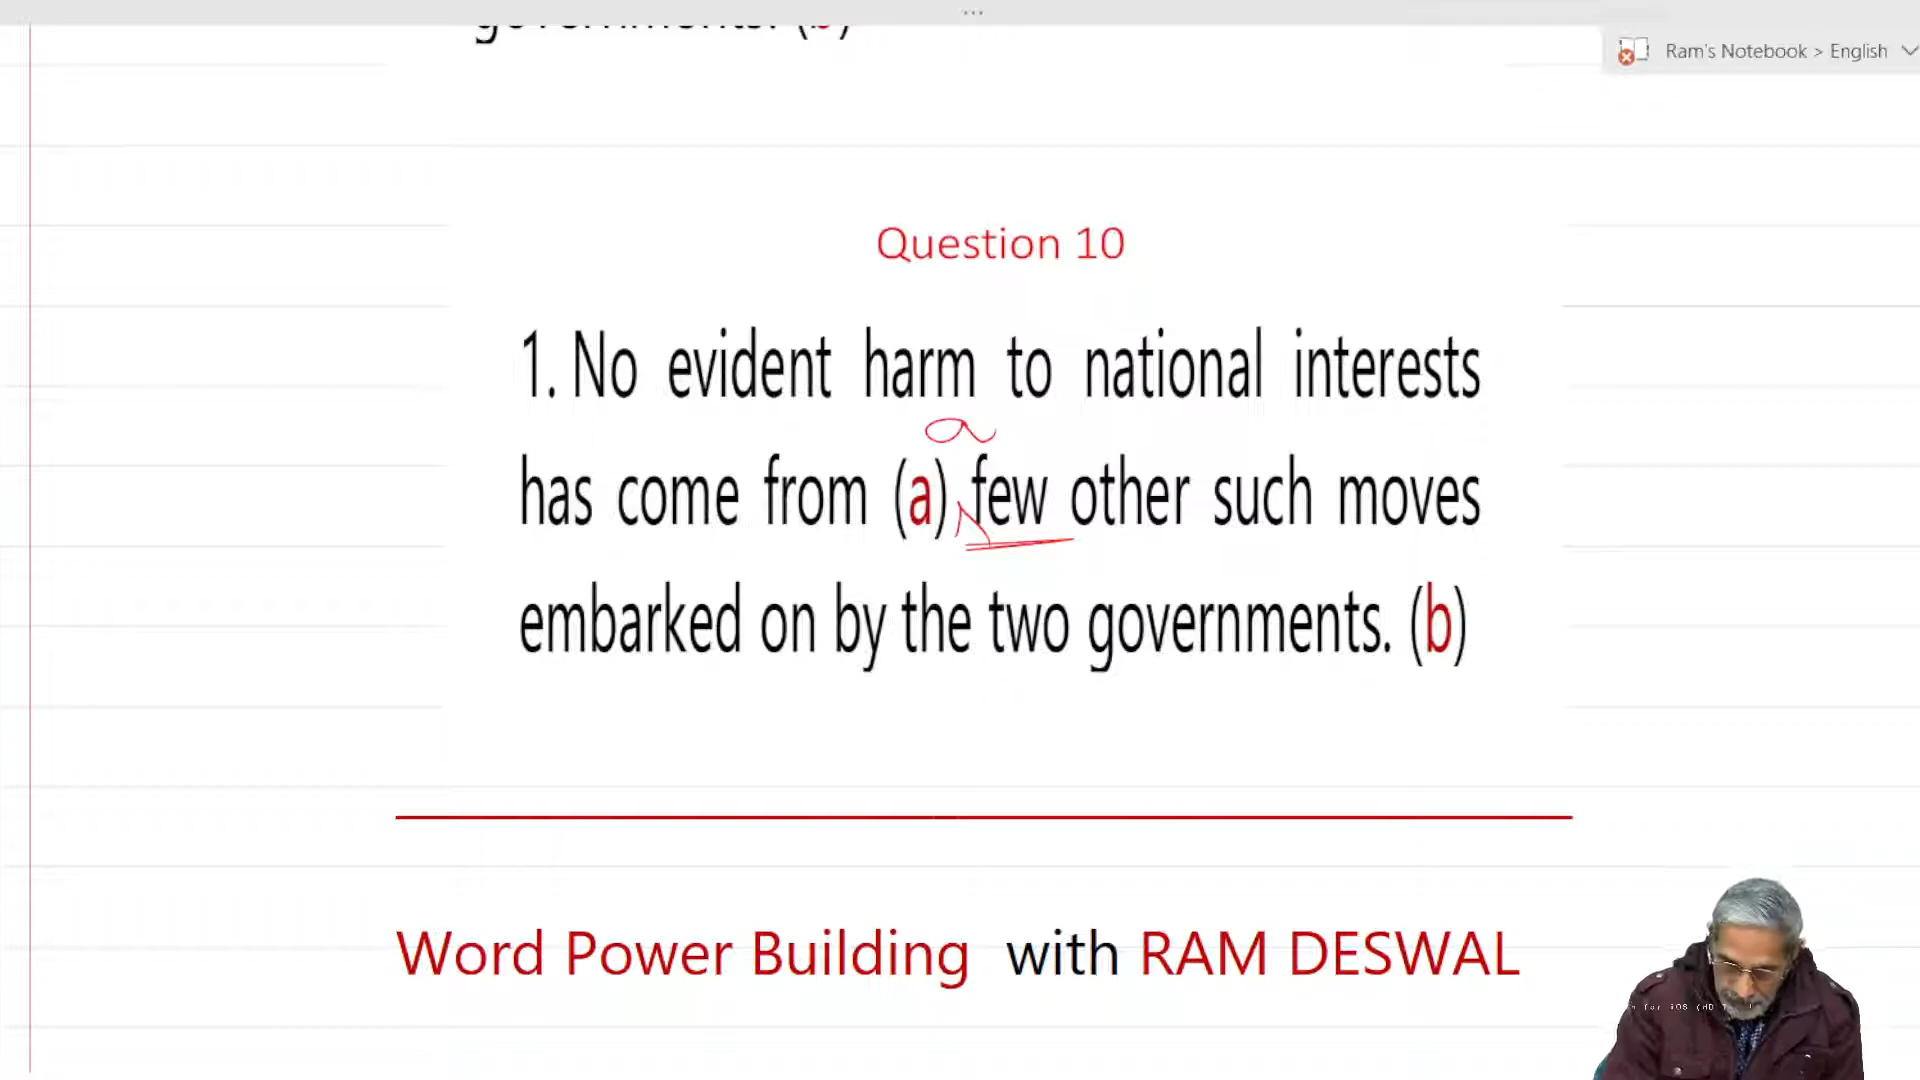 ...
governments. (b)
Ram's Notebook > English
Question 10
1. No evident harm to national interests
a
has come from (a) few other such moves
embarked on by the two governments. (b)
Word Power Building with RAM DESWAL